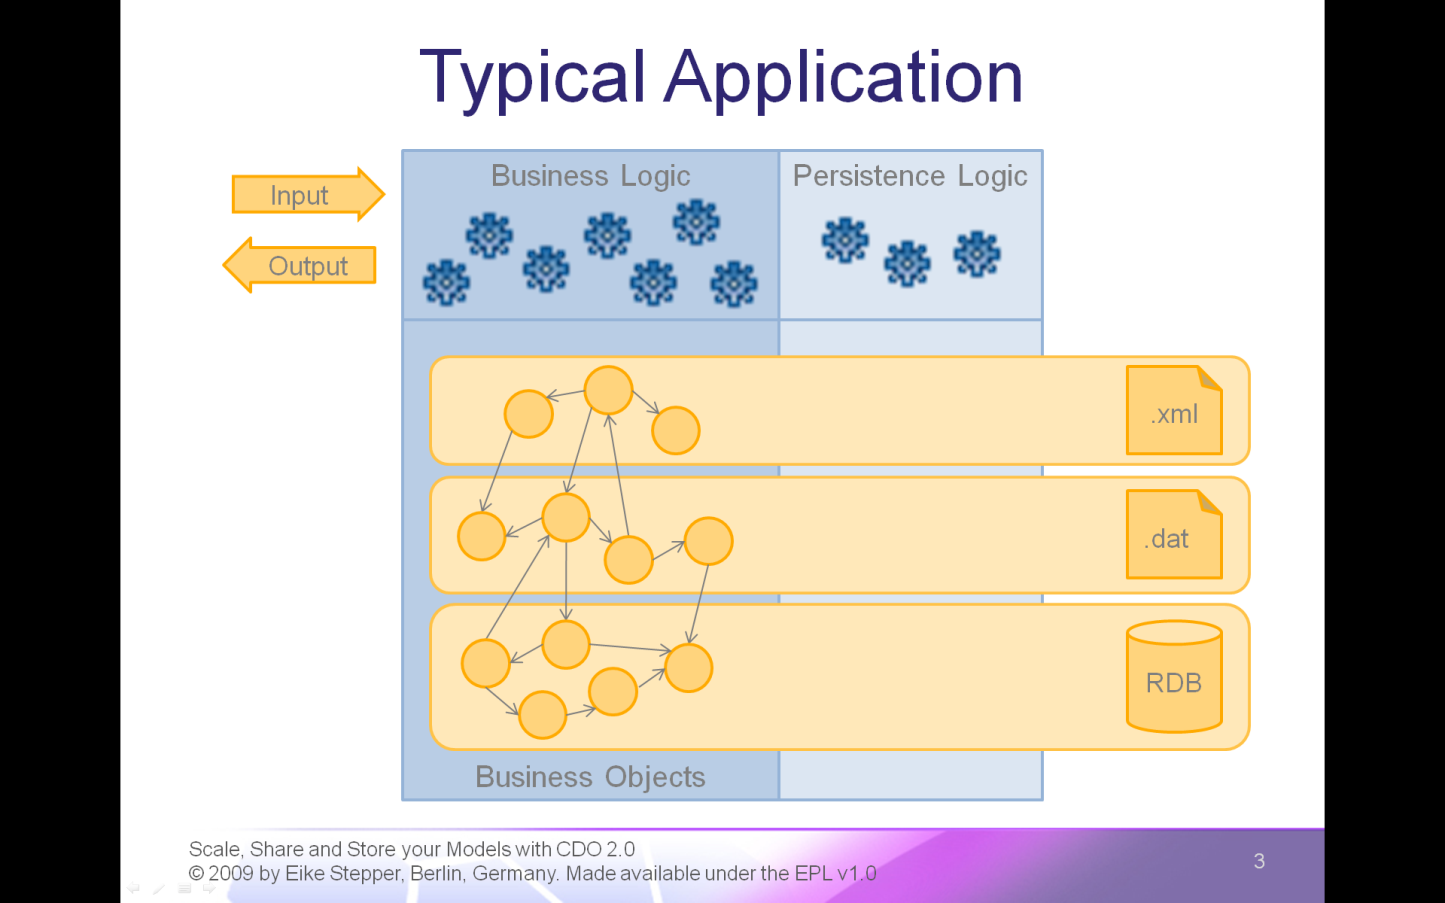 Typical Application
Input
Output
Business Logic
Persistence Logic
.xml
.dat
RDB
Business Objects
Scale, Share and Store your Models with CDO 2.0
© 2009 by Eike Stepper, Berlin, Germany. Made available under the EPL v1.0
3